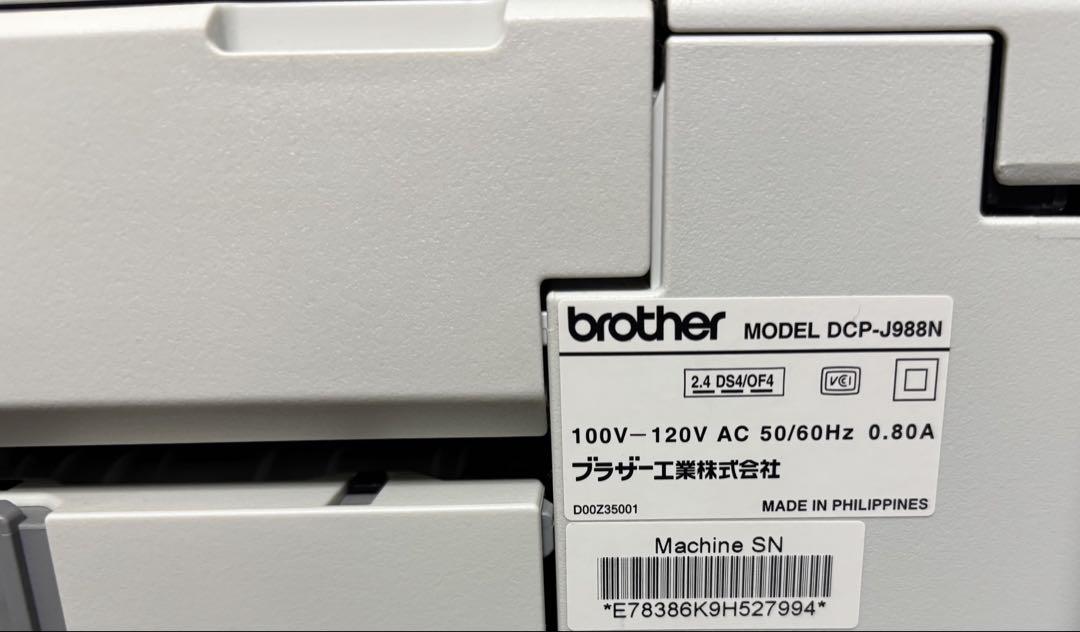 brother MODEL DCP-J988N
2.4 DS4/OF4 VCI
100V－120V AC 50/60Hz 0.80A
ブラザー工業株式会社
D00Z35001 MADE IN PHILIPPINES
Machine SN
*E78386K9H527994*